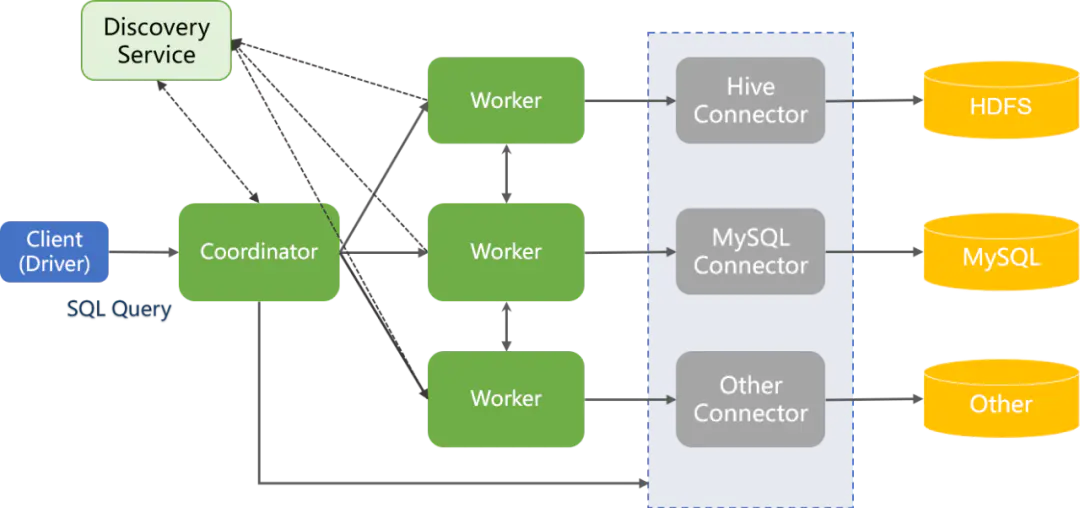 Discovery
Service
Worker
Hive
Connector
HDFS
Client
(Driver)
SQL Query
Coordinator
Worker
MySQL
Connector
MySQL
Worker
Other
Connector
Other